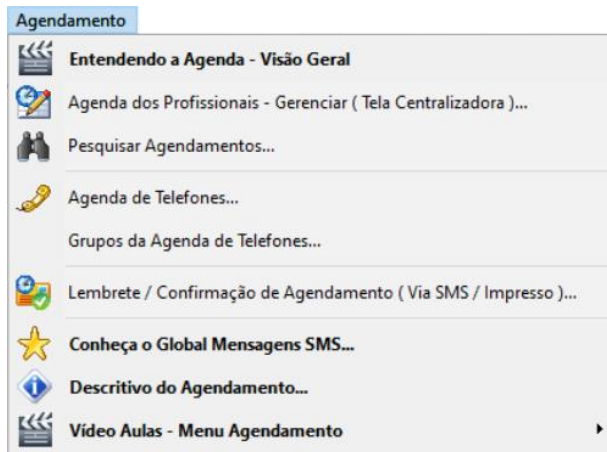 Agendamento
Entendendo a Agenda - Visão Geral
Agenda dos Profissionais - Gerenciar ( Tela Centralizadora )...
Pesquisar Agendamentos...
Agenda de Telefones...
Grupos da Agenda de Telefones...
Lembrete / Confirmação de Agendamento ( Via SMS / Impresso )...
Conheça o Global Mensagens SMS...
Descritivo do Agendamento...
Vídeo Aulas - Menu Agendamento